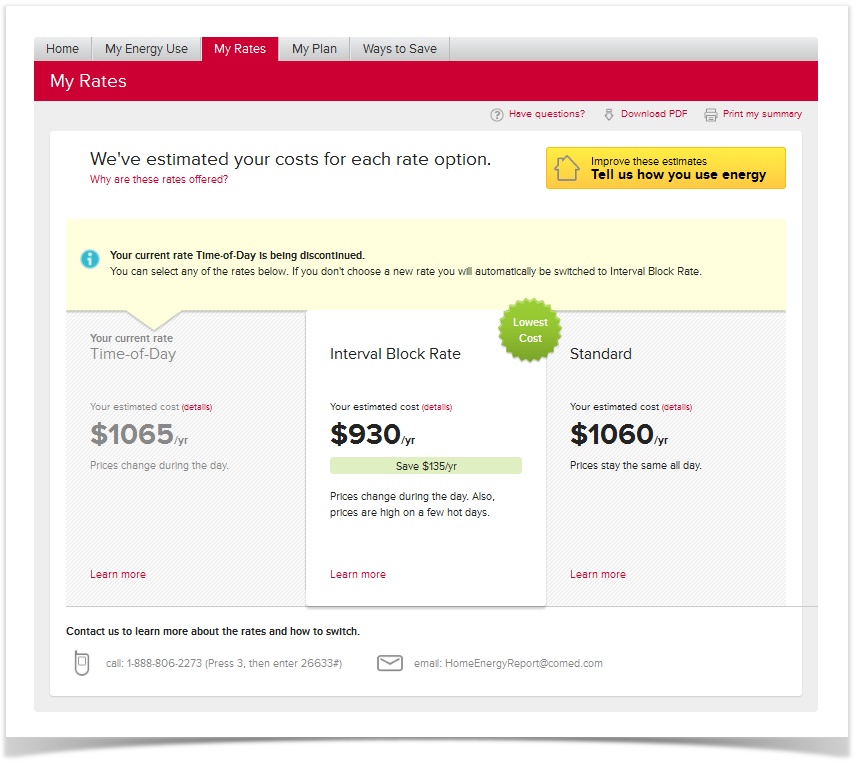 Home
My Energy Use
My Rates
My Plan
Ways to Save
My Rates
Have questions?
Download PDF
Print my summary
We've estimated your costs for each rate option.
Why are these rates offered?
Improve these estimates
Tell us how you use energy
Your current rate Time-of-Day is being discontinued.
You can select any of the rates below. If you don't choose a new rate you will automatically be switched to Interval Block Rate.
Your current rate
Time-of-Day
Your estimated cost (details)
$1065/yr
Prices change during the day.
Learn more
Lowest
Cost
Interval Block Rate
Your estimated cost (details)
$930/yr
Save $135/yr
Prices change during the day. Also,
prices are high on a few hot days.
Learn more
Standard
Your estimated cost (details)
$1060/yr
Prices stay the same all day.
Learn more
Contact us to learn more about the rates and how to switch.
call: 1-888-806-2273 (Press 3, then enter 26633#)
email: HomeEnergyReport@comed.com